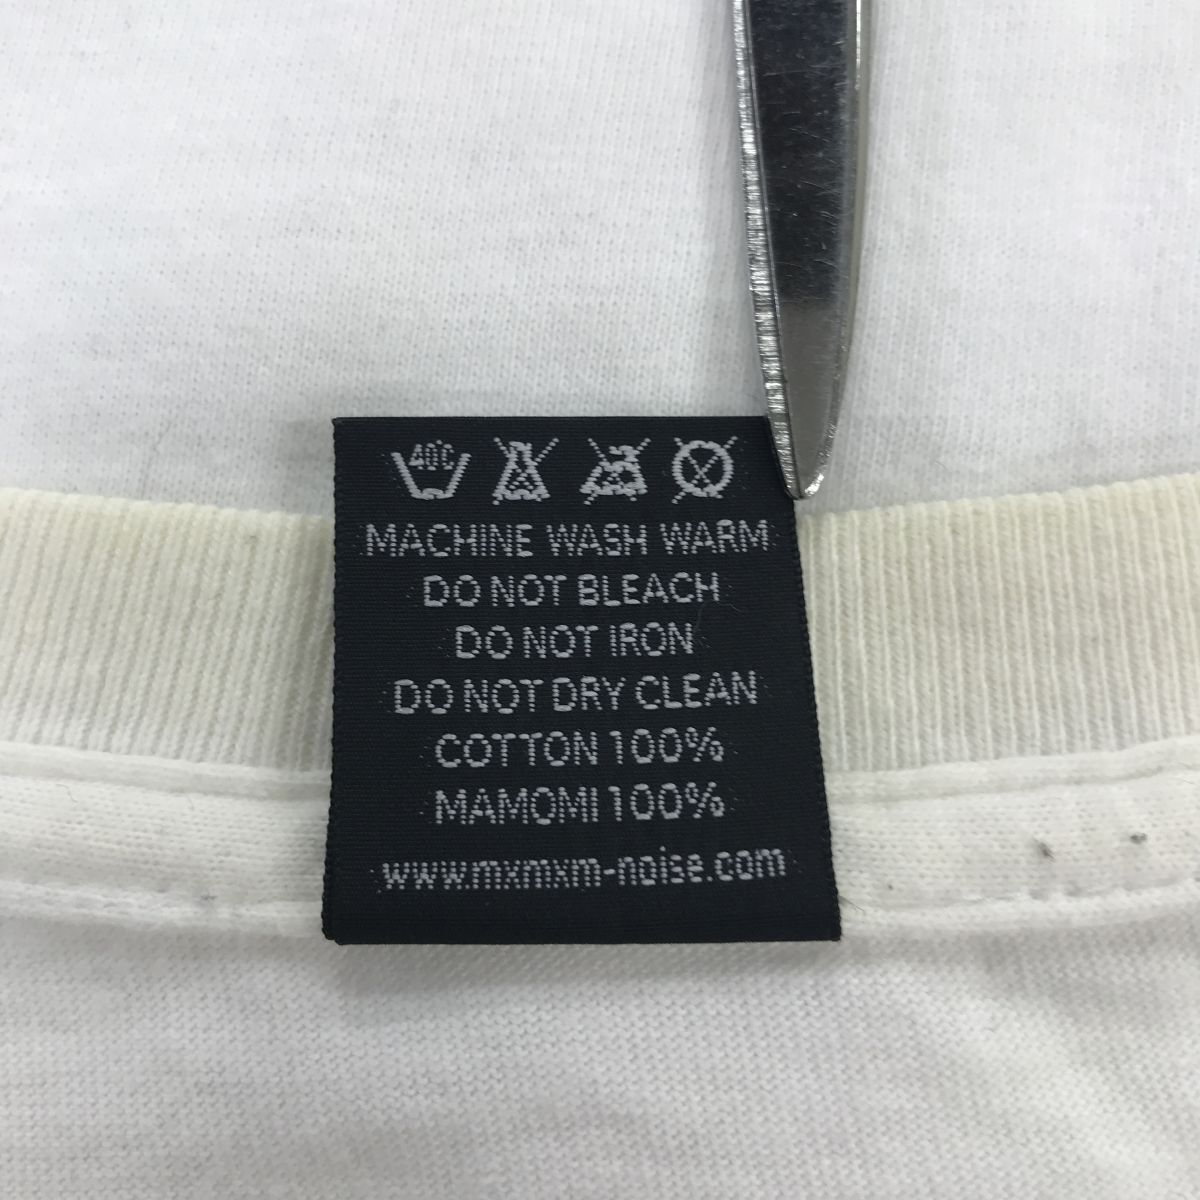 40°C
MACHINE WASH WARM
DO NOT BLEACH
DO NOT IRON
DO NOT DRY CLEAN
COTTON 100%
MAMOMI 100%
www.mxmxm-noise.com